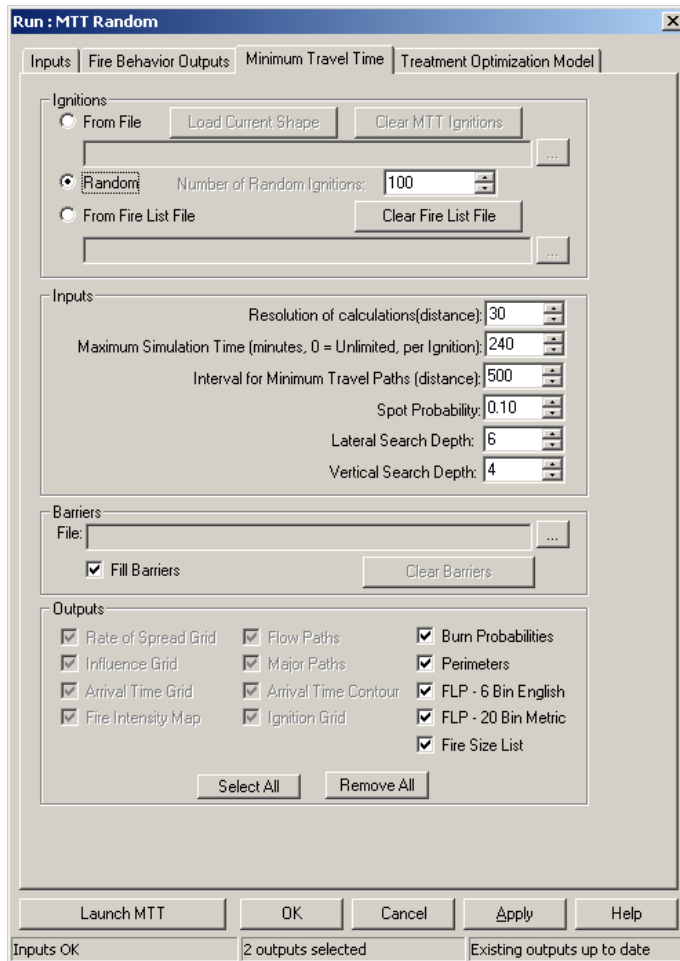 Run : MTT Random
Inputs Fire Behavior Outputs Minimum Travel Time Treatment Optimization Model
Ignitions
From File Load Current Shape Clear MTT Ignitions
...
Random Number of Random Ignitions: 100
From Fire List File Clear Fire List File
...
Inputs
Resolution of calculations(distance): 30
Maximum Simulation Time (minutes, 0 = Unlimited, per Ignition): 240
Interval for Minimum Travel Paths (distance): 500
Spot Probability: 0.10
Lateral Search Depth: 6
Vertical Search Depth: 4
Barriers
File: ...
Fill Barriers Clear Barriers
Outputs
Rate of Spread Grid Flow Paths Burn Probabilities
Influence Grid Major Paths Perimeters
Arrival Time Grid Arrival Time Contour FLP - 6 Bin English
Fire Intensity Map Ignition Grid FLP - 20 Bin Metric
Fire Size List
Select All Remove All
Launch MTT OK Cancel Apply Help
Inputs OK 2 outputs selected Existing outputs up to date